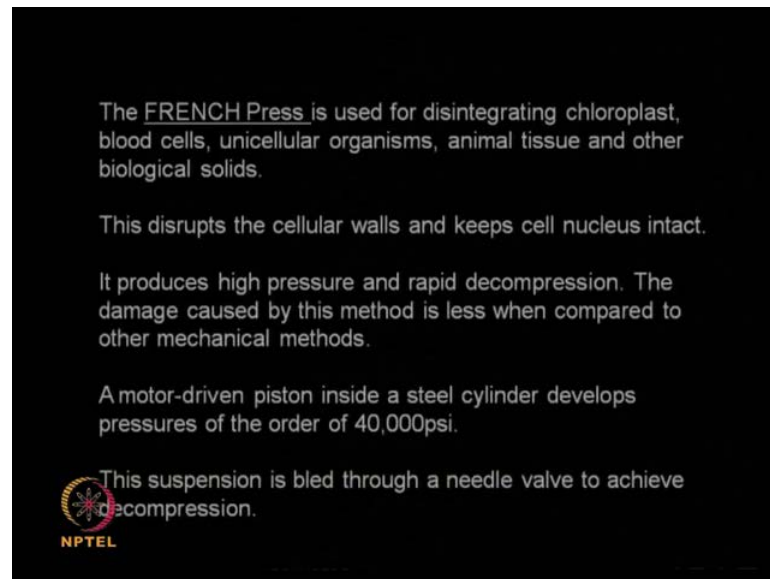 The FRENCH Press is used for disintegrating chloroplast,
blood cells, unicellular organisms, animal tissue and other
biological solids.
This disrupts the cellular walls and keeps cell nucleus intact.
It produces high pressure and rapid decompression. The
damage caused by this method is less when compared to
other mechanical methods.
A motor-driven piston inside a steel cylinder develops
pressures of the order of 40,000psi.
This suspension is bled through a needle valve to achieve
decompression.
NPTEL